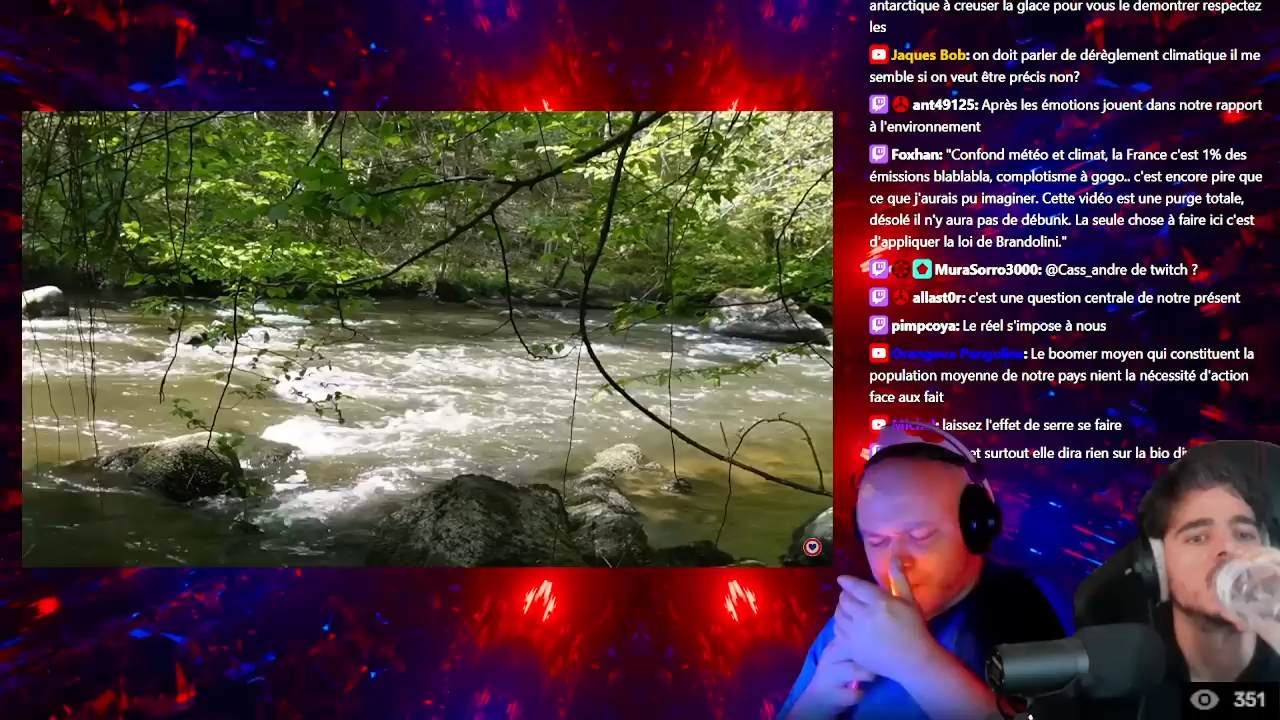 antarctique à creuser la glace pour vous le demontrer respectez
les
Jaques Bob: on doit parler de dérèglement climatique il me
semble si on veut être précis non?
ant49125: Après les émotions jouent dans notre rapport
à l'environnement
Foxhan: "Confond météo et climat, la France c'est 1% des
émissions blablabla, complotisme à gogo.. c'est encore pire que
ce que j'aurais pu imaginer. Cette vidéo est une purge totale,
désolé il n'y aura pas de débunk. La seule chose à faire ici c'est
d'appliquer la loi de Brandolini."
MuraSorro3000: @Cass_andre de twitch ?
allast0r: c'est une question centrale de notre présent
pimpcoya: Le réel s'impose à nous
Orangeux Pangolin: Le boomer moyen qui constituent la
population moyenne de notre pays nient la nécessité d'action
face aux fait
Michel: laissez l'effet de serre se faire
et surtout elle dira rien sur la bio
351